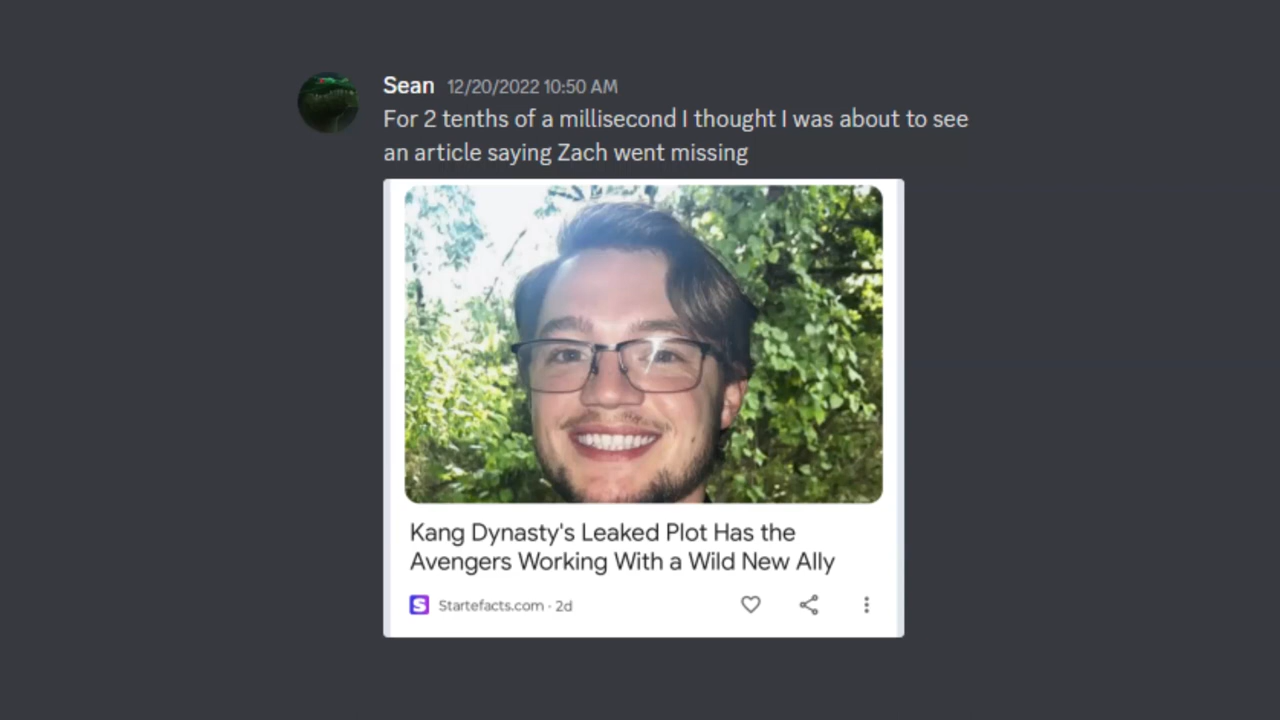 Sean 12/20/2022 10:50 AM
For 2 tenths of a millisecond I thought I was about to see
an article saying Zach went missing
Kang Dynasty's Leaked Plot Has the
Avengers Working With a Wild New Ally
S Startefacts.com · 2d